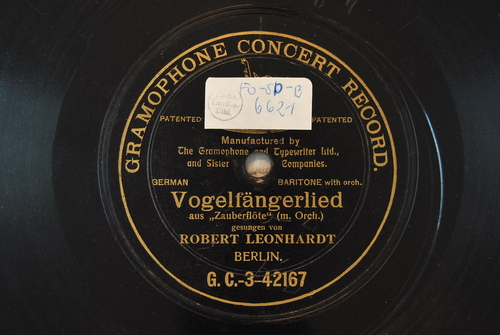 GRAMOPHONE CONCERT RECORD.
FO-SD-B
6621
PATENTED PATENTED
Manufactured by
The Gramophone and Typewriter Ltd.,
and Sister Companies.
GERMAN BARITONE with orch.
Vogelfängerlied
aus „Zauberflöte" (m. Orch.)
gesungen von
ROBERT LEONHARDT
BERLIN.
G. C.-3-42167